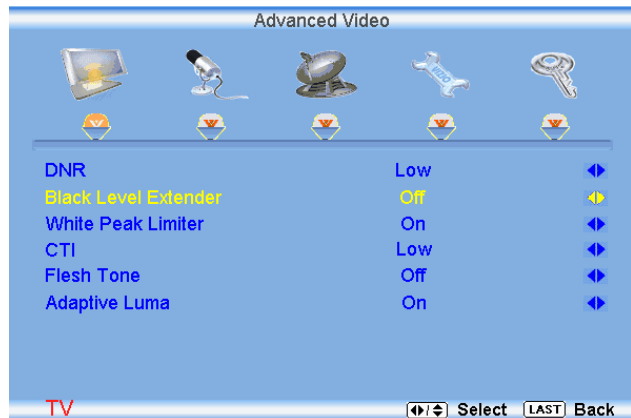 Advanced Video
DNR Low
Black Level Extender Off
White Peak Limiter On
CTI Low
Flesh Tone Off
Adaptive Luma On
TV Select LAST Back